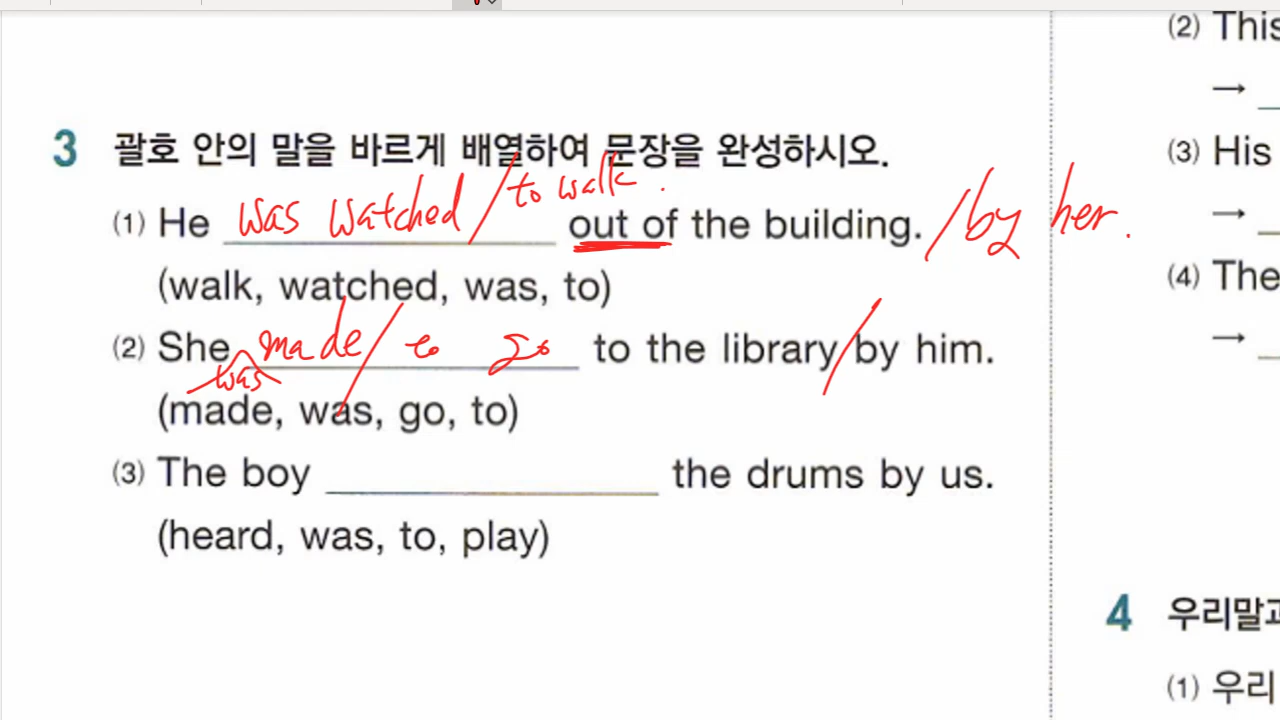 3 괄호 안의 말을 바르게 배열하여 문장을 완성하시오.
to walk.
(1) He was watched / out of the building. / by her.
(walk, watched, was, to)
(2) She made / to go to the library / by him.
was
(made, was, go, to)
(3) The boy the drums by us.
(heard, was, to, play)
(2) This
→
(3) His
→
(4) The
→
4 우리말과
(1) 우리